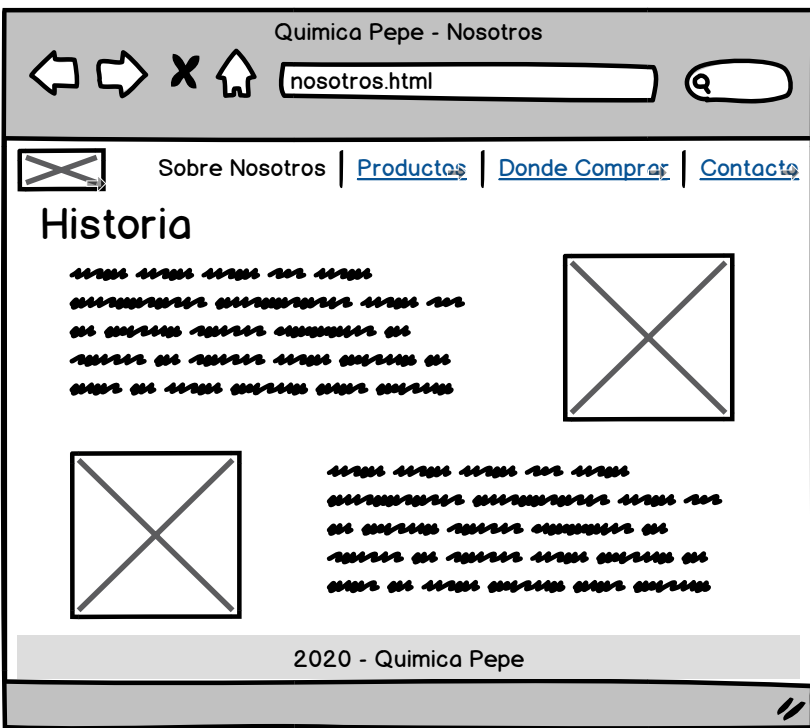 Quimica Pepe - Nosotros
nosotros.html
Sobre Nosotros | Productos | Donde Comprar | Contacto
Historia
2020 - Quimica Pepe